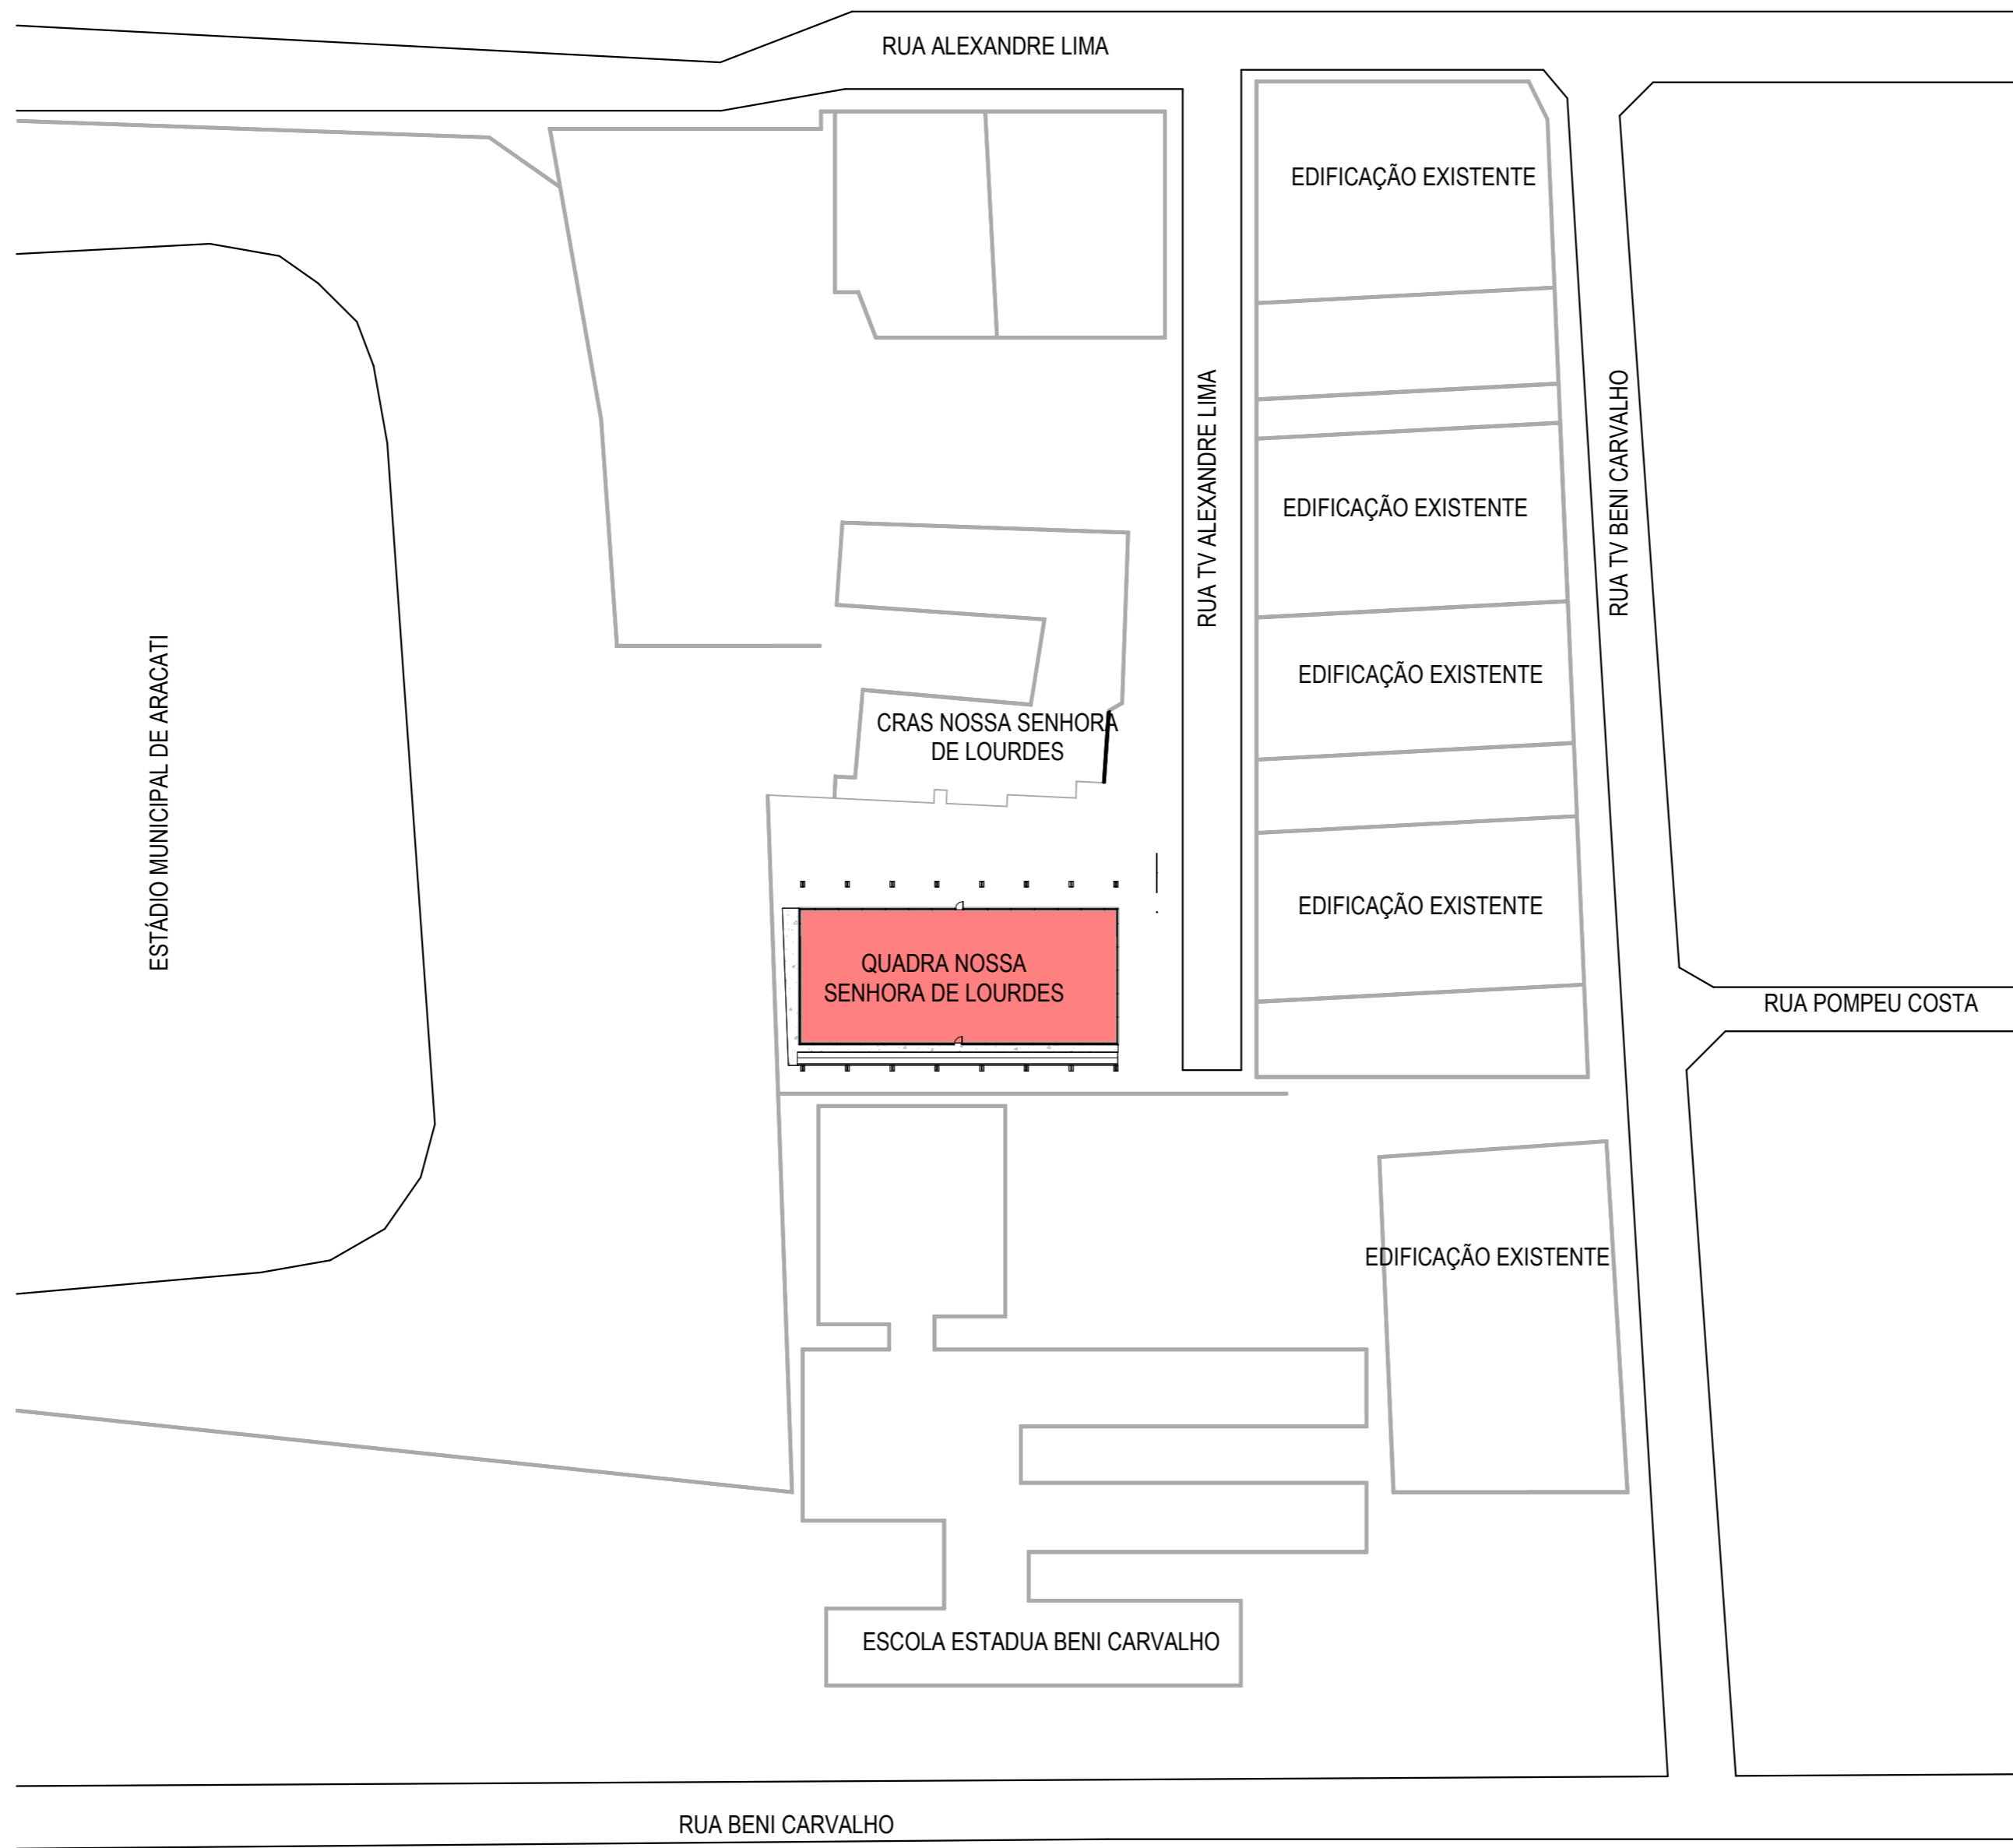 RUA ALEXANDRE LIMA
EDIFICAÇÃO EXISTENTE
RUA TV ALEXANDRE LIMA
RUA TV BENI CARVALHO
EDIFICAÇÃO EXISTENTE
ESTÁDIO MUNICIPAL DE ARACATI
EDIFICAÇÃO EXISTENTE
CRAS NOSSA SENHORA
DE LOURDES
EDIFICAÇÃO EXISTENTE
QUADRA NOSSA
SENHORA DE LOURDES
RUA POMPEU COSTA
EDIFICAÇÃO EXISTENTE
ESCOLA ESTADUA BENI CARVALHO
RUA BENI CARVALHO